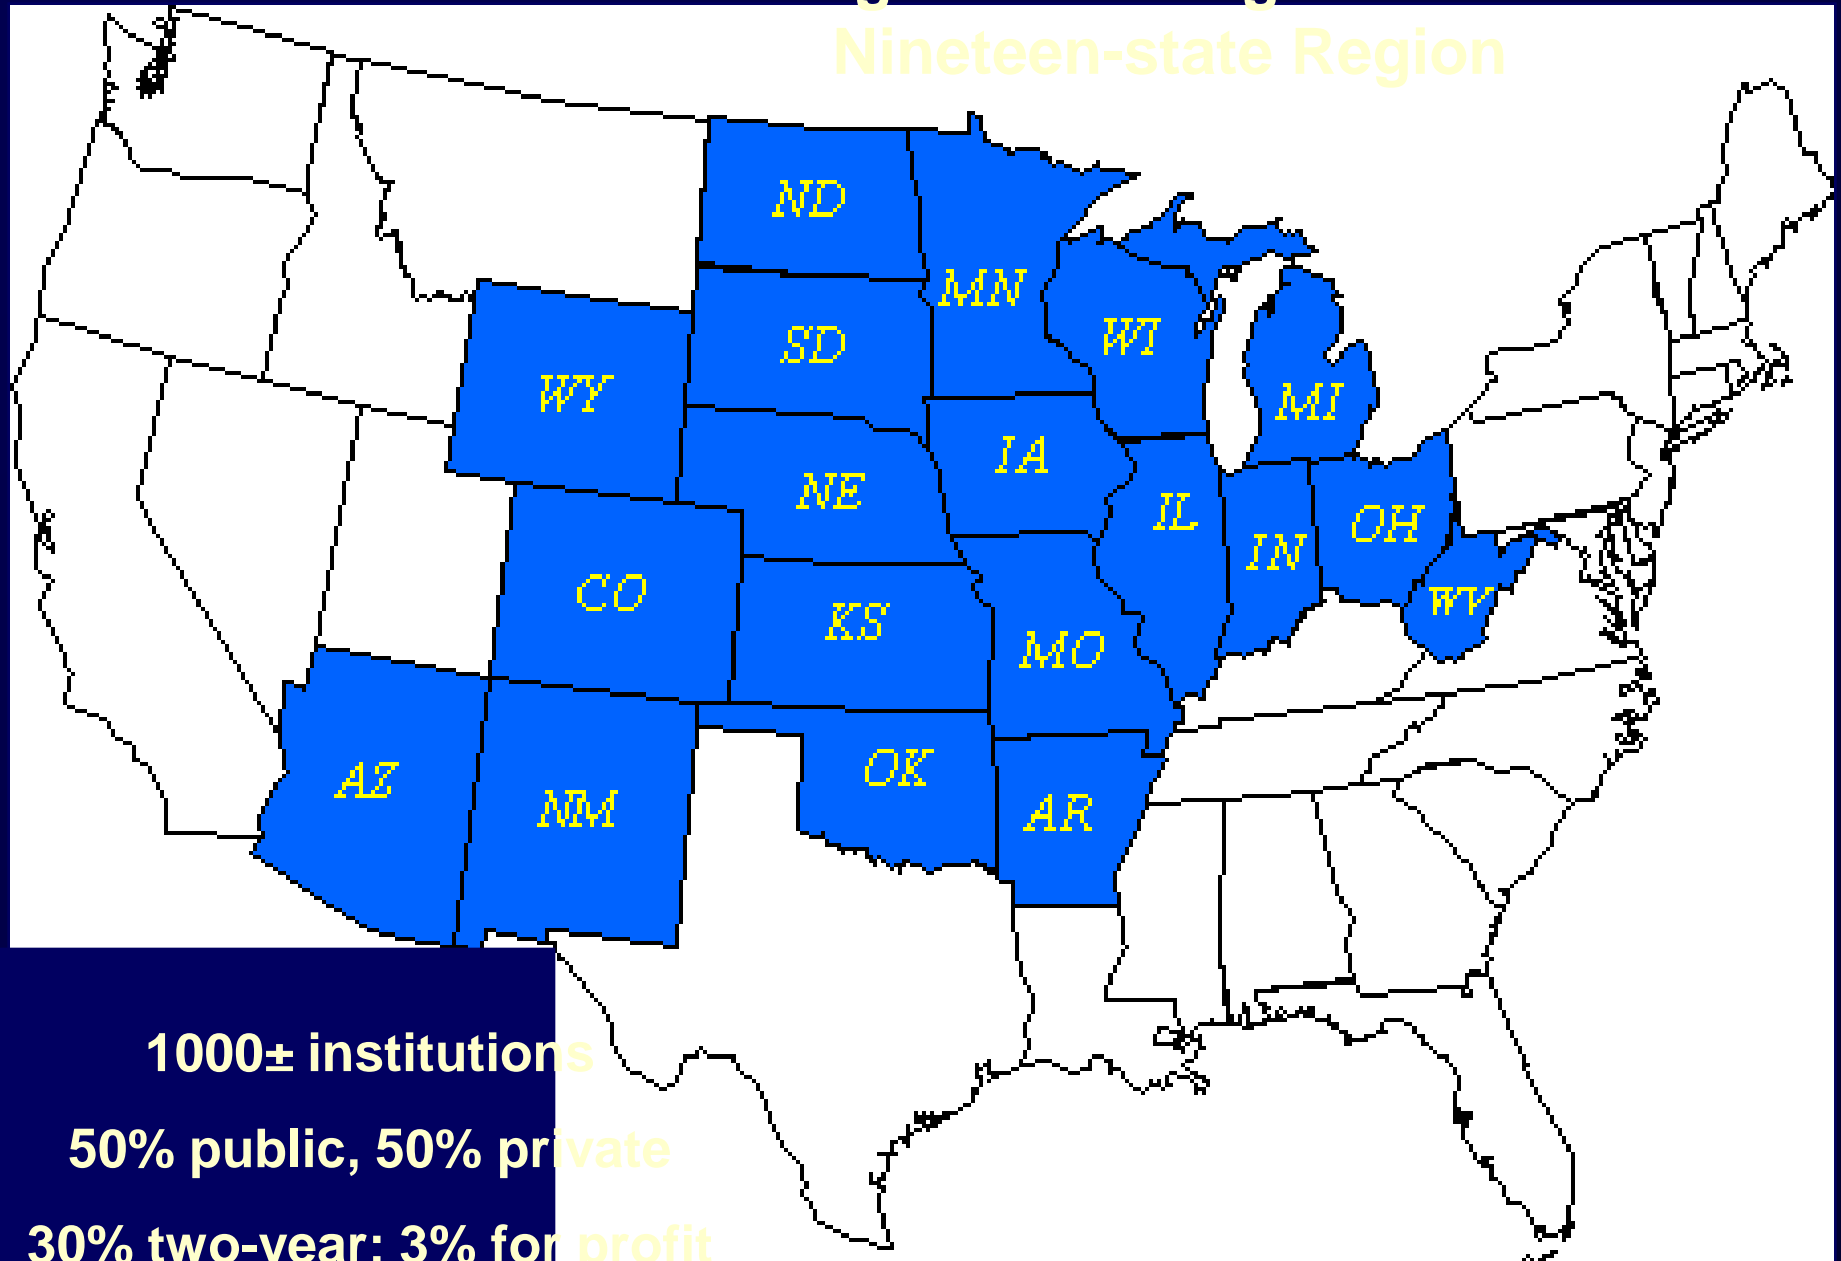 Nineteen-state Region
ND
MN
WI
SD
WY
MI
IA
NE
IL
OH
IN
CO
WV
KS
MO
OK
AZ
NM
AR
1000± institutions
50% public, 50% private
30% two-year; 3% for profit